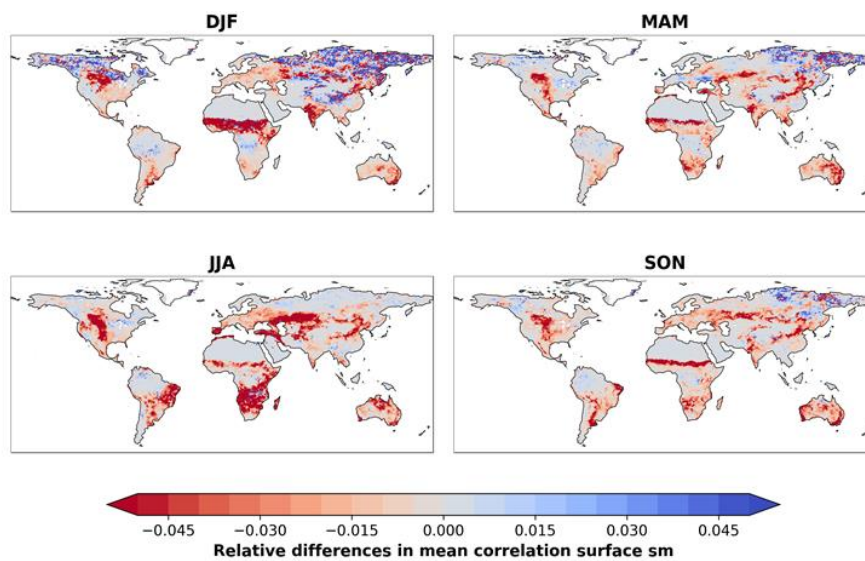 DJF
MAM
JJA
SON
−0.045 −0.030 −0.015 0.000 0.015 0.030 0.045
Relative differences in mean correlation surface sm